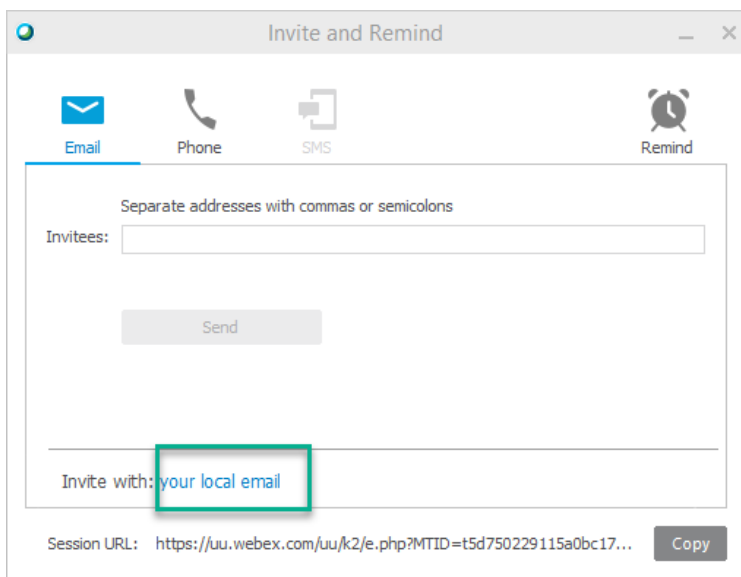 Invite and Remind
Email Phone SMS Remind
Separate addresses with commas or semicolons
Invitees:
Send
Invite with: your local email
Session URL: https://uu.webex.com/uu/k2/e.php?MTID=t5d750229115a0bc17...
Copy